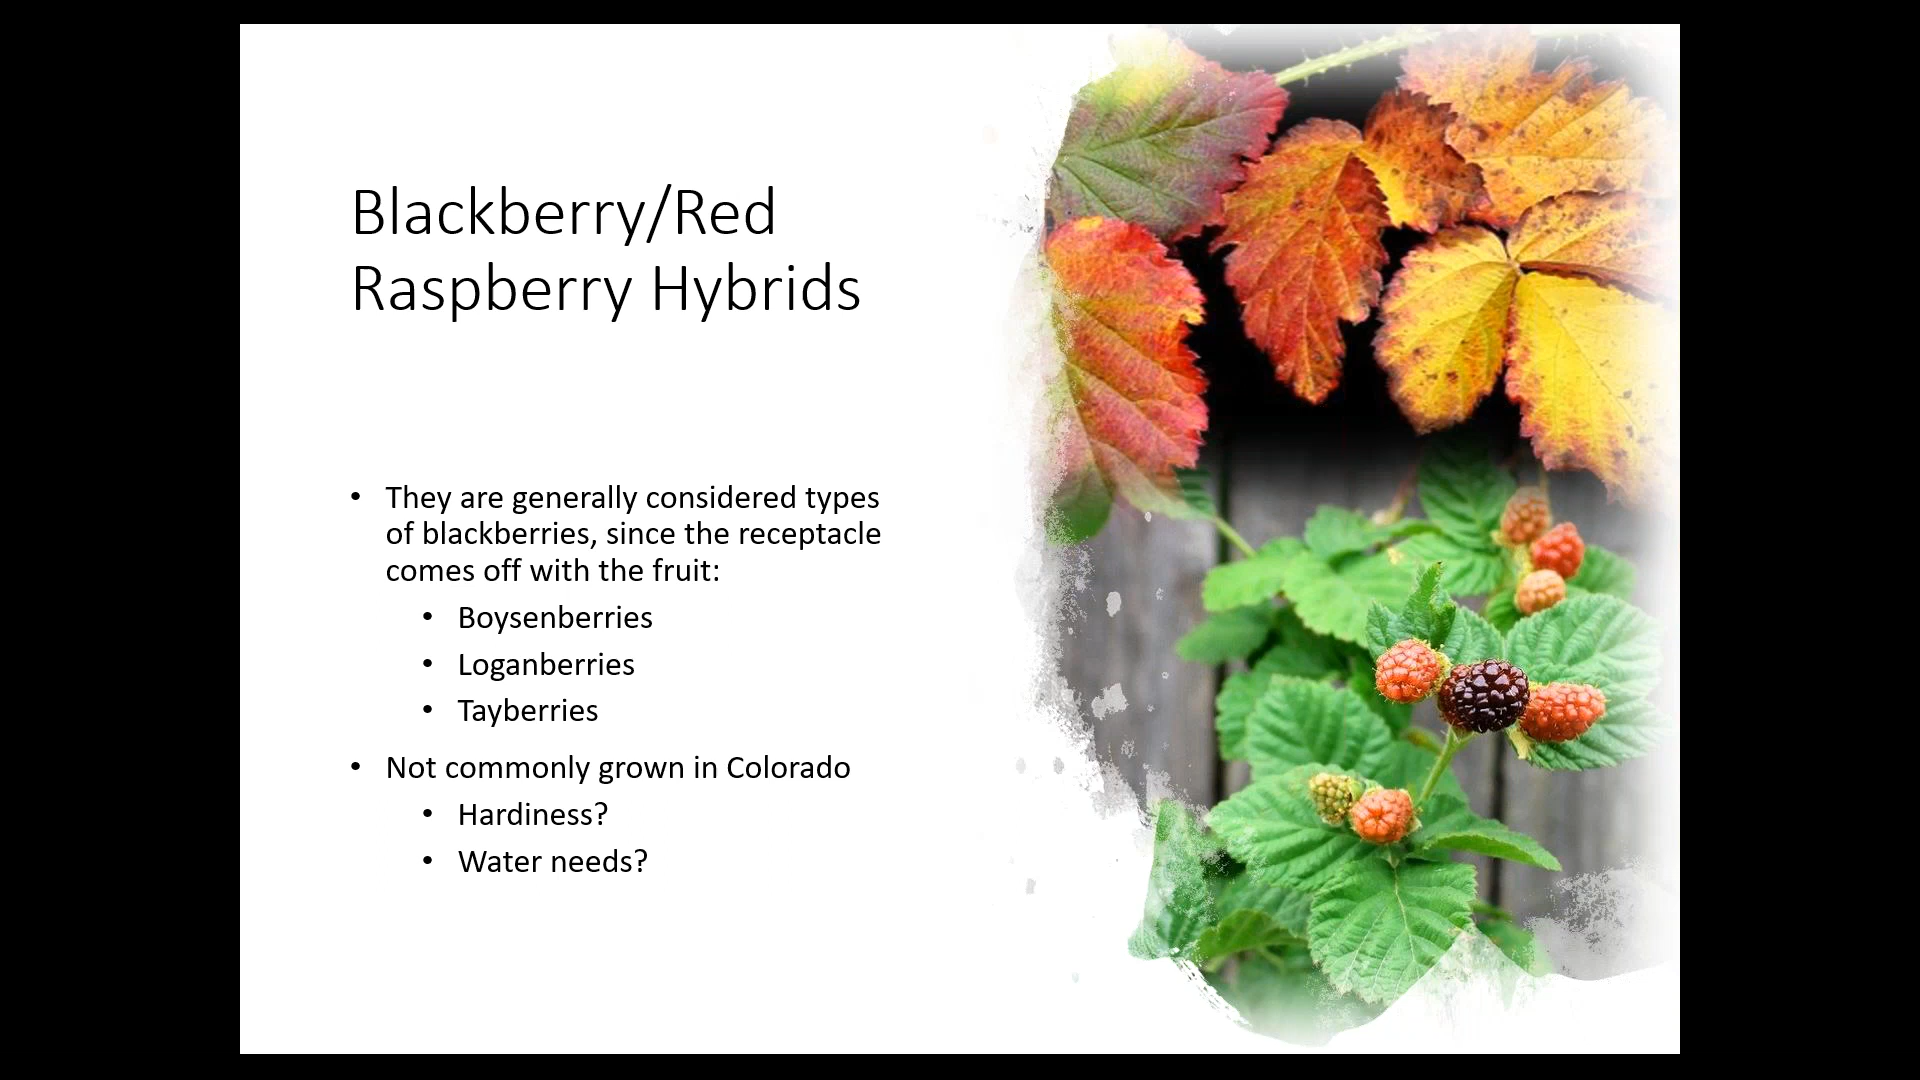 Blackberry/Red
Raspberry Hybrids
• They are generally considered types
of blackberries, since the receptacle
comes off with the fruit:
• Boysenberries
• Loganberries
• Tayberries
• Not commonly grown in Colorado
• Hardiness?
• Water needs?